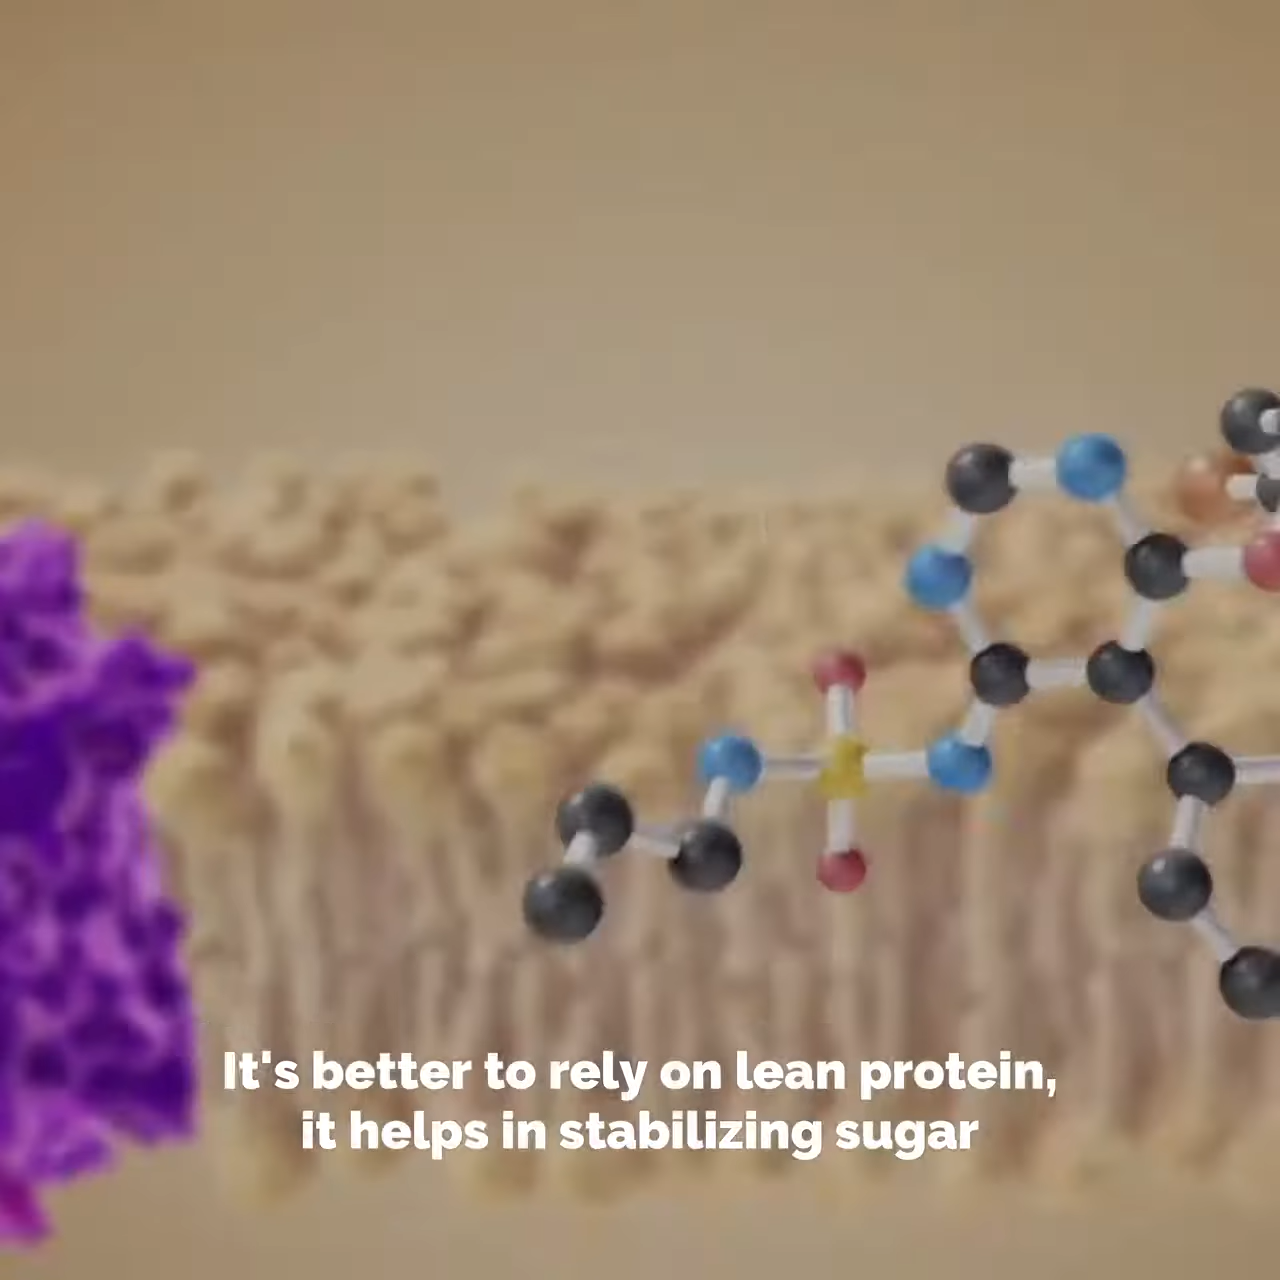 It's better to rely on lean protein,
it helps in stabilizing sugar